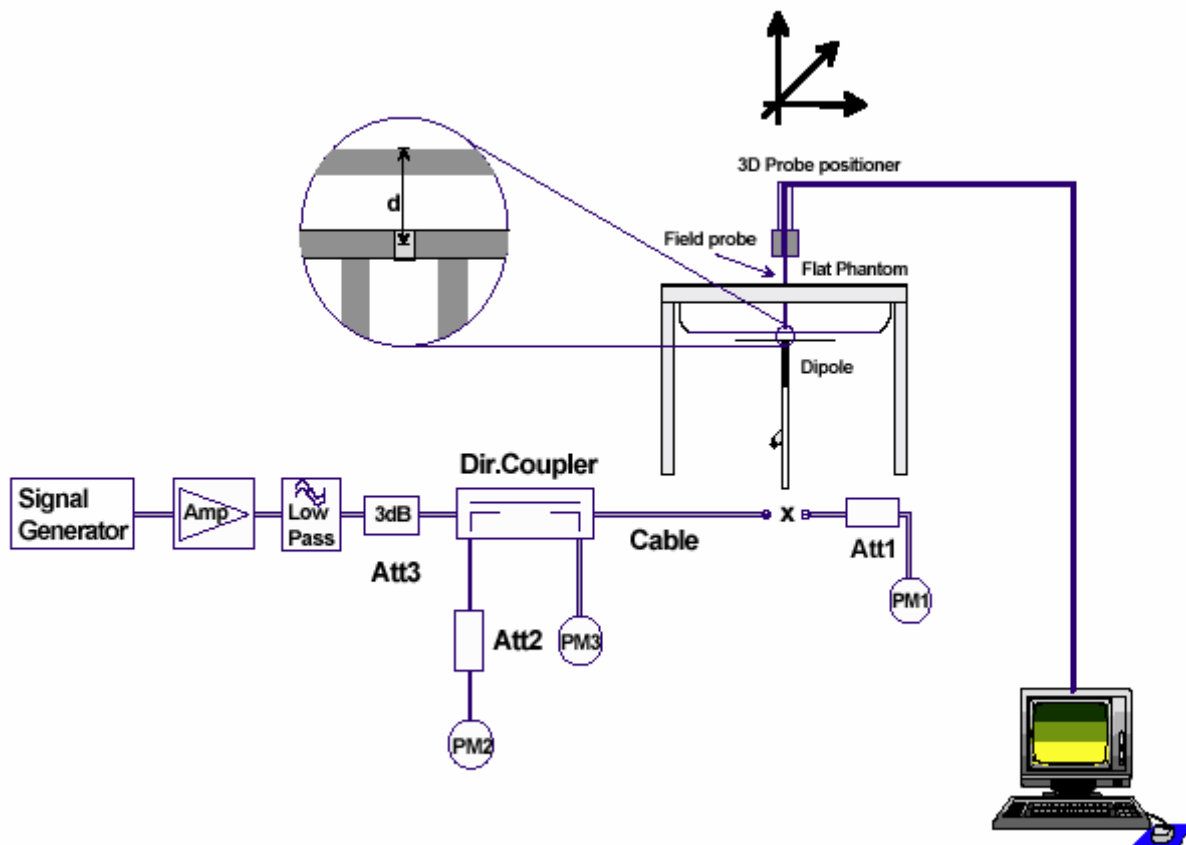 3D Probe positioner
d
Field probe
Flat Phantom
Dipole
Dir.Coupler
Signal
Generator
Amp
Low
Pass
3dB
Att3
Cable
x
Att1
PM1
Att2
PM3
PM2